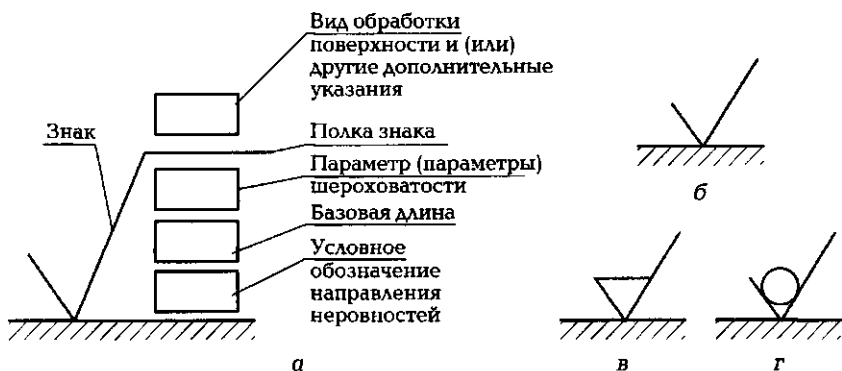 Вид обработки
поверхности и (или)
другие дополнительные
указания
Знак
Полка знака
Параметр (параметры)
шероховатости
Базовая длина
Условное
обозначение
направления
неровностей
а
б
в
г